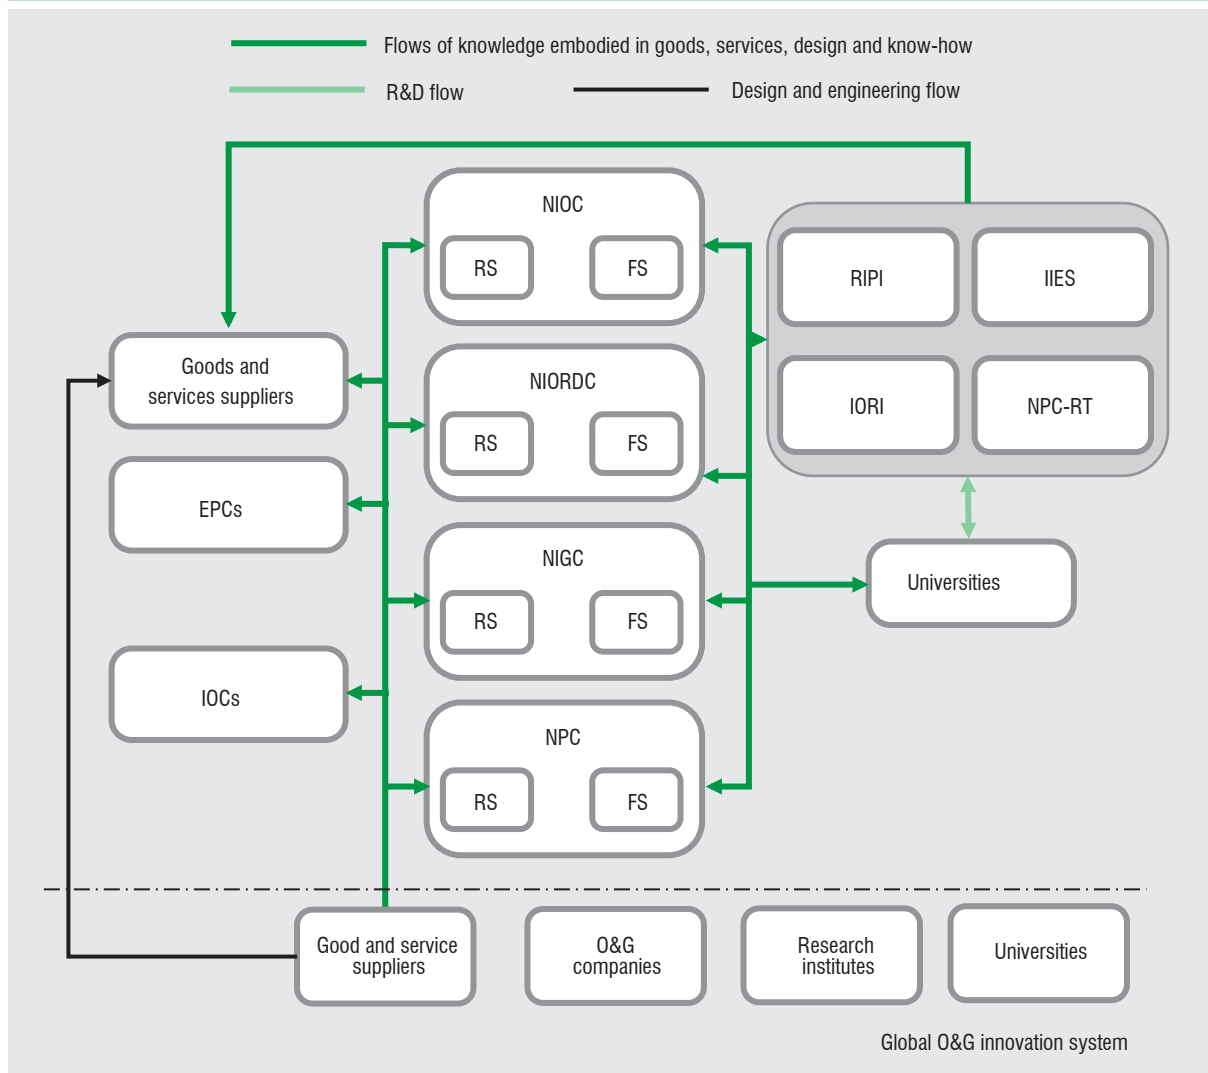 Flows of knowledge embodied in goods, services, design and know-how
R&D flow
Design and engineering flow
NIOC
RS
FS
RIPI
IIES
IORI
NPC-RT
Goods and
services suppliers
NIORDC
RS
FS
EPCs
NIGC
RS
FS
Universities
IOCs
NPC
RS
FS
Good and service
suppliers
O&G
companies
Research
institutes
Universities
Global O&G innovation system